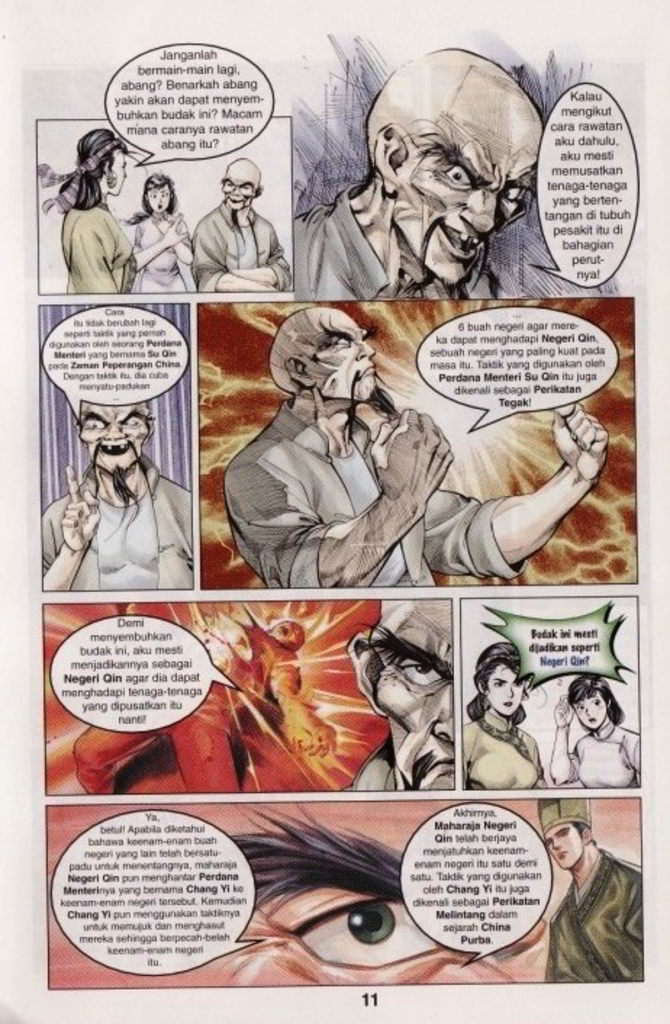 Janganlah
bermain-main lagi,
abang? Benarkah abang
yakin akan dapat menyem-
buhkan budak ini? Macam
mana caranya rawatan
abang itu?
Kalau
mengikut
cara rawatan
aku dahulu,
aku mesti
memusatkan
tenaga-tenaga
yang berten-
tangan di tubuh
pesakit itu di
bahagian
perut-
nya!
Cara
itu tidak berubah lagi
seperti taktik yang pernah
digunakan oleh seorang Perdana
Menteri yang bernama Su Qin
pada Zaman Peperangan China.
Dengan taktik itu, dia cuba
menyatu-padukan
...
...
6 buah negeri agar mere-
ka dapat menghadapi Negeri Qin,
sebuah negeri yang paling kuat pada
masa itu. Taktik yang digunakan oleh
Perdana Menteri Su Qin itu juga
dikenali sebagai Perikatan
Tegak!
Demi
menyembuhkan
budak ini, aku mesti
menjadikannya sebagai
Negeri Qin agar dia dapat
menghadapi tenaga-tenaga
yang dipusatkan itu
nanti!
Budak ini mesti
dijadikan seperti
Negeri Qin?
Ya,
betul! Apabila diketahui
bahawa keenam-enam buah
negeri yang lain telah bersatu-
padu untuk menentangnya, maharaja
Negeri Qin pun menghantar Perdana
Menterinya yang bernama Chang Yi ke
keenam-enam negeri tersebut. Kemudian
Chang Yi pun menggunakan taktiknya
untuk memujuk dan menghasut
mereka sehingga berpecah-belah
keenam-enam negeri
itu.
Akhirnya,
Maharaja Negeri
Qin telah berjaya
menjatuhkan keenam-
enam negeri itu satu demi
satu. Taktik yang digunakan
oleh Chang Yi itu juga
dikenali sebagai Perikatan
Melintang dalam
sejarah China
Purba.
11